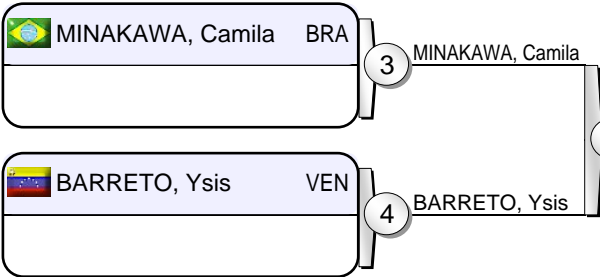 MINAKAWA, Camila BRA
3
MINAKAWA, Camila
BARRETO, Ysis VEN
4
BARRETO, Ysis